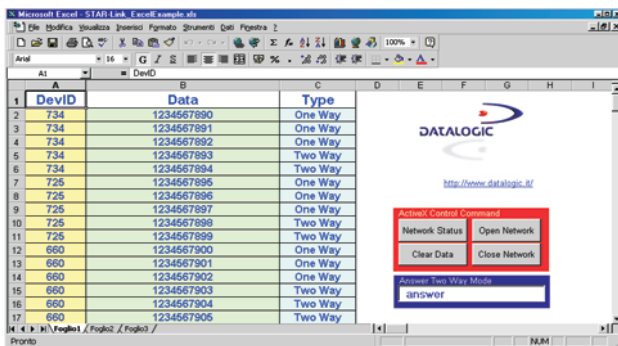 Microsoft Excel - STAR-Link_ExcelExample.xls
File Modifica Visualizza Inserisci Formato Strumenti Dati Finestra ?
100%
Arial 16 G C S
A1 = DevID
A B C D E F G H I
1 DevID Data Type
2 734 1234567890 One Way
3 734 1234567891 One Way
4 734 1234567892 One Way
5 734 1234567893 Two Way
6 734 1234567894 Two Way
7 725 1234567895 One Way
8 725 1234567896 One Way
9 725 1234567897 One Way
10 725 1234567898 Two Way
11 725 1234567899 Two Way
12 660 1234567900 One Way
13 660 1234567901 One Way
14 660 1234567902 One Way
15 660 1234567903 Two Way
16 660 1234567904 Two Way
17 660 1234567905 Two Way
DATALOGIC
http://www.datalogic.it/
ActiveX Control Command
Network Status Open Network
Clear Data Close Network
Answer Two Way Mode
answer
Foglio1 Foglio2 Foglio3
Pronto NUM